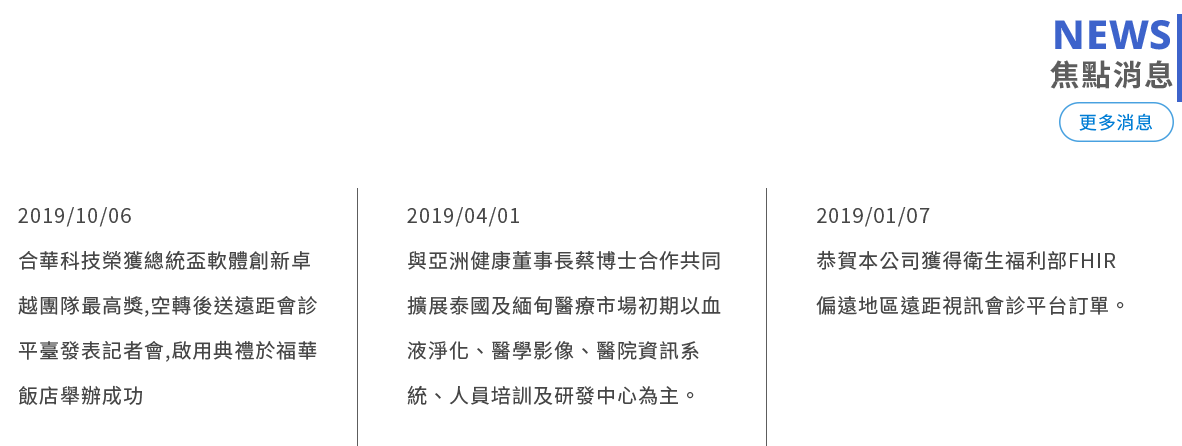 NEWS
焦點消息
更多消息
2019/10/06
合華科技榮獲總統盃軟體創新卓
越團隊最高獎,空轉後送遠距會診
平臺發表記者會,啟用典禮於福華
飯店舉辦成功
2019/04/01
與亞洲健康董事長蔡博士合作共同
擴展泰國及緬甸醫療市場初期以血
液淨化、醫學影像、醫院資訊系
統、人員培訓及研發中心為主。
2019/01/07
恭賀本公司獲得衛生福利部FHIR
偏遠地區遠距視訊會診平台訂單。